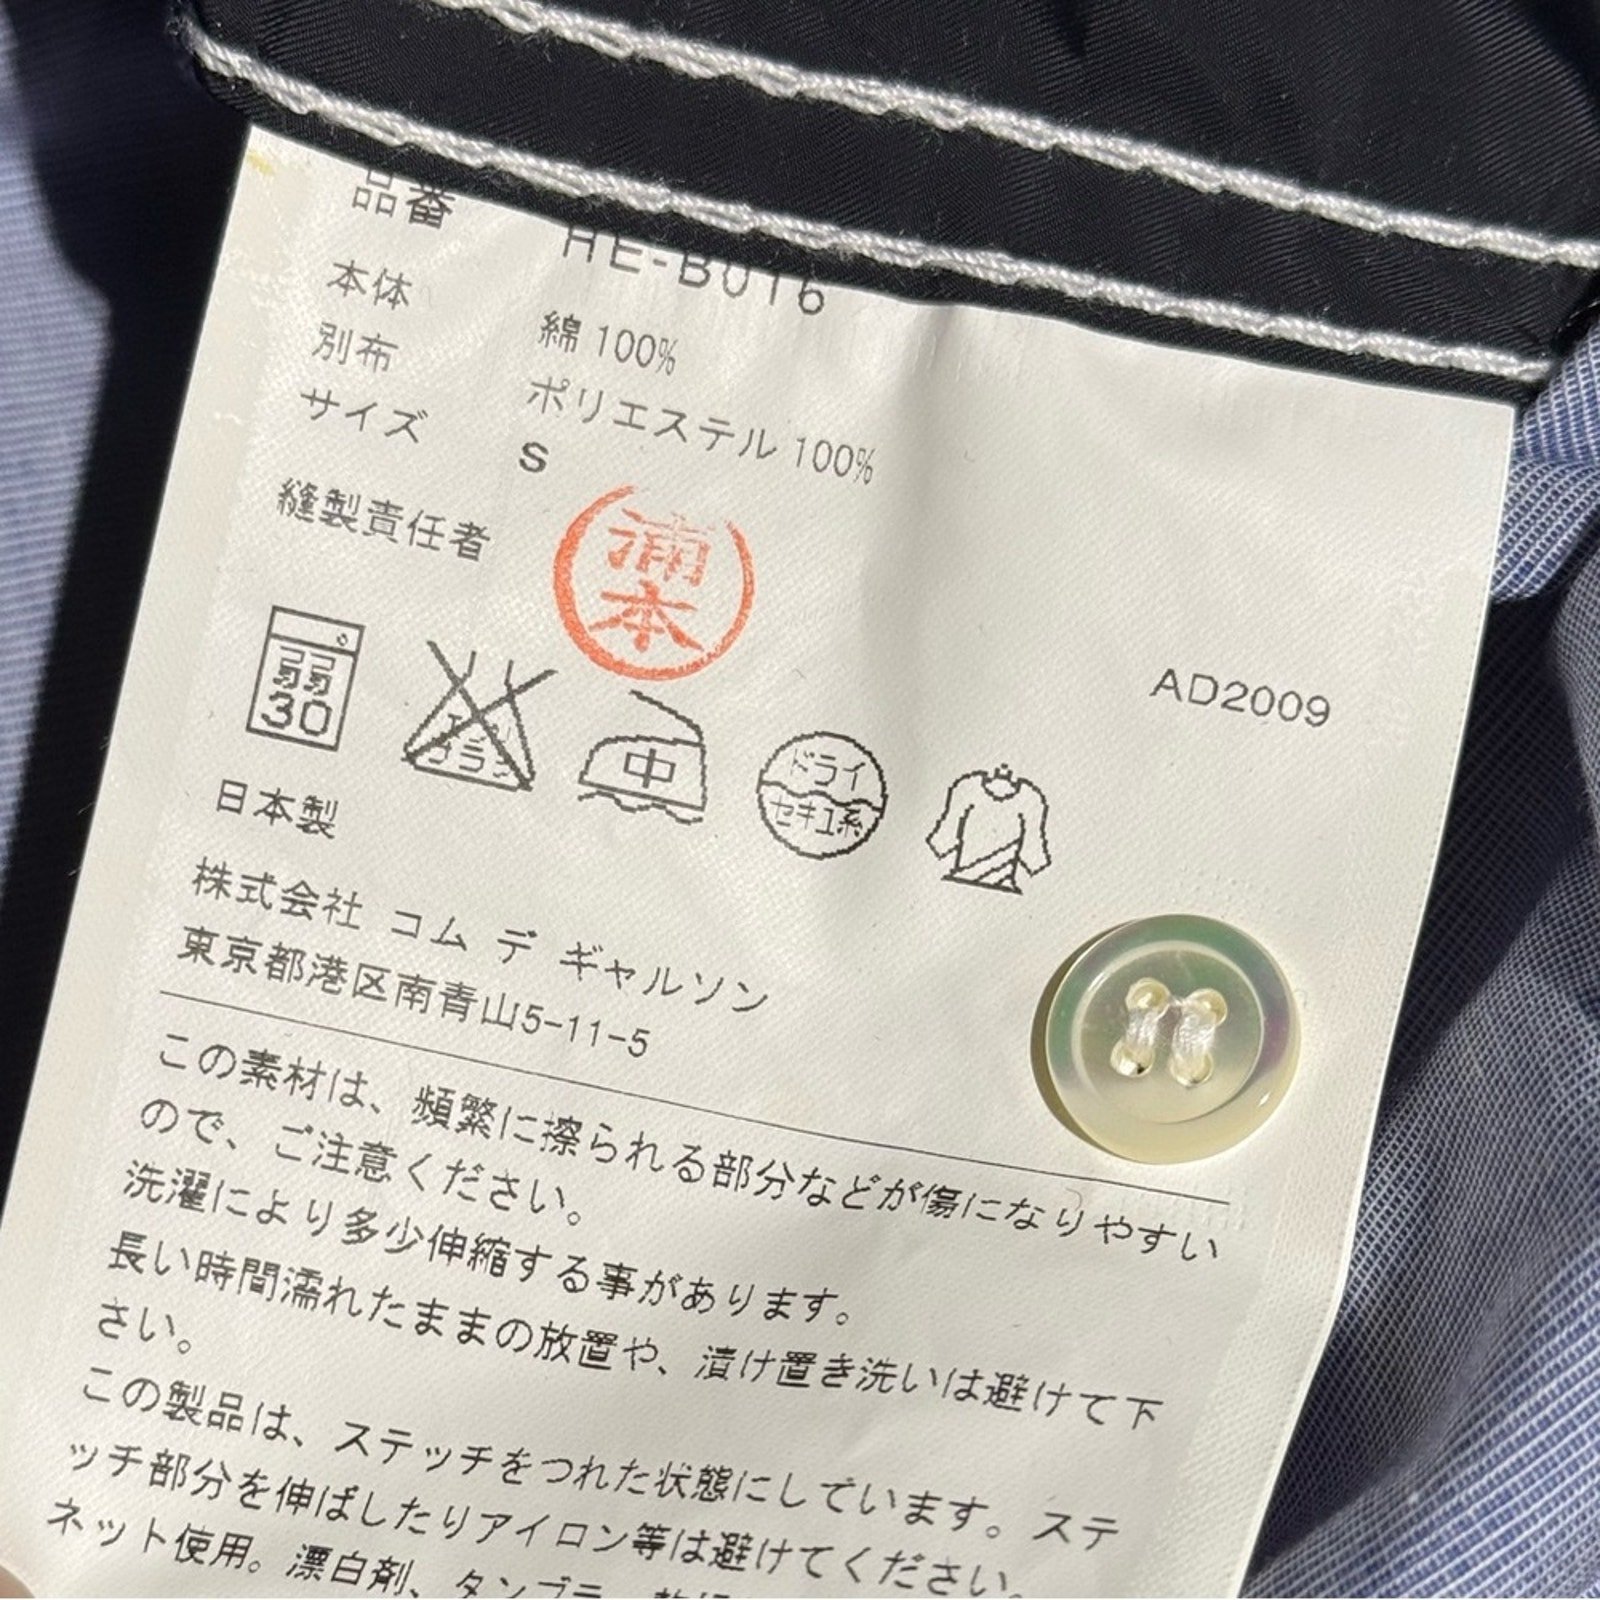 品番 HE-B016
本体 綿 100%
別布 ポリエステル 100%
サイズ S
縫製責任者 浦本
弱
30
中
ドライ
セキユ系
AD2009
日本製
株式会社 コム デ ギャルソン
東京都港区南青山5-11-5
この素材は、頻繁に擦られる部分などが傷になりやすい
ので、ご注意ください。
洗濯により多少伸縮する事があります。
長い時間濡れたままの放置や、漬け置き洗いは避けて下
さい。
この製品は、ステッチをつれた状態にしています。ステ
ッチ部分を伸ばしたりアイロン等は避けてください。
ネット使用。漂白剤、タンブラ